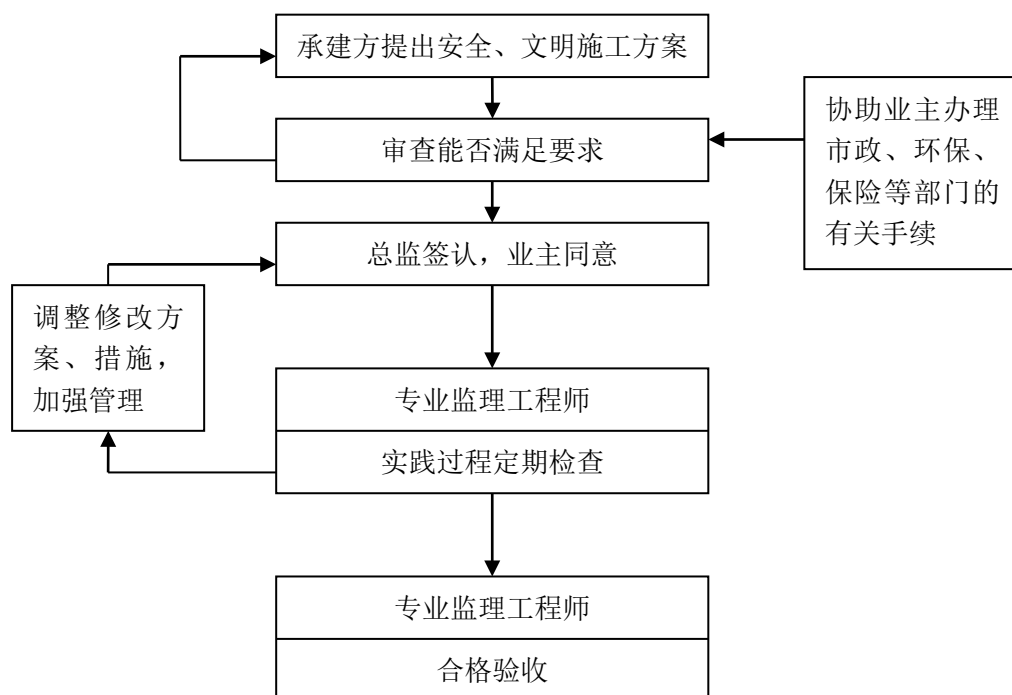 承建方提出安全、文明施工方案
审查能否满足要求
协助业主办理
市政、环保、
保险等部门的
有关手续
总监签认，业主同意
调整修改方
案、措施，
加强管理
专业监理工程师
实践过程定期检查
专业监理工程师
合格验收